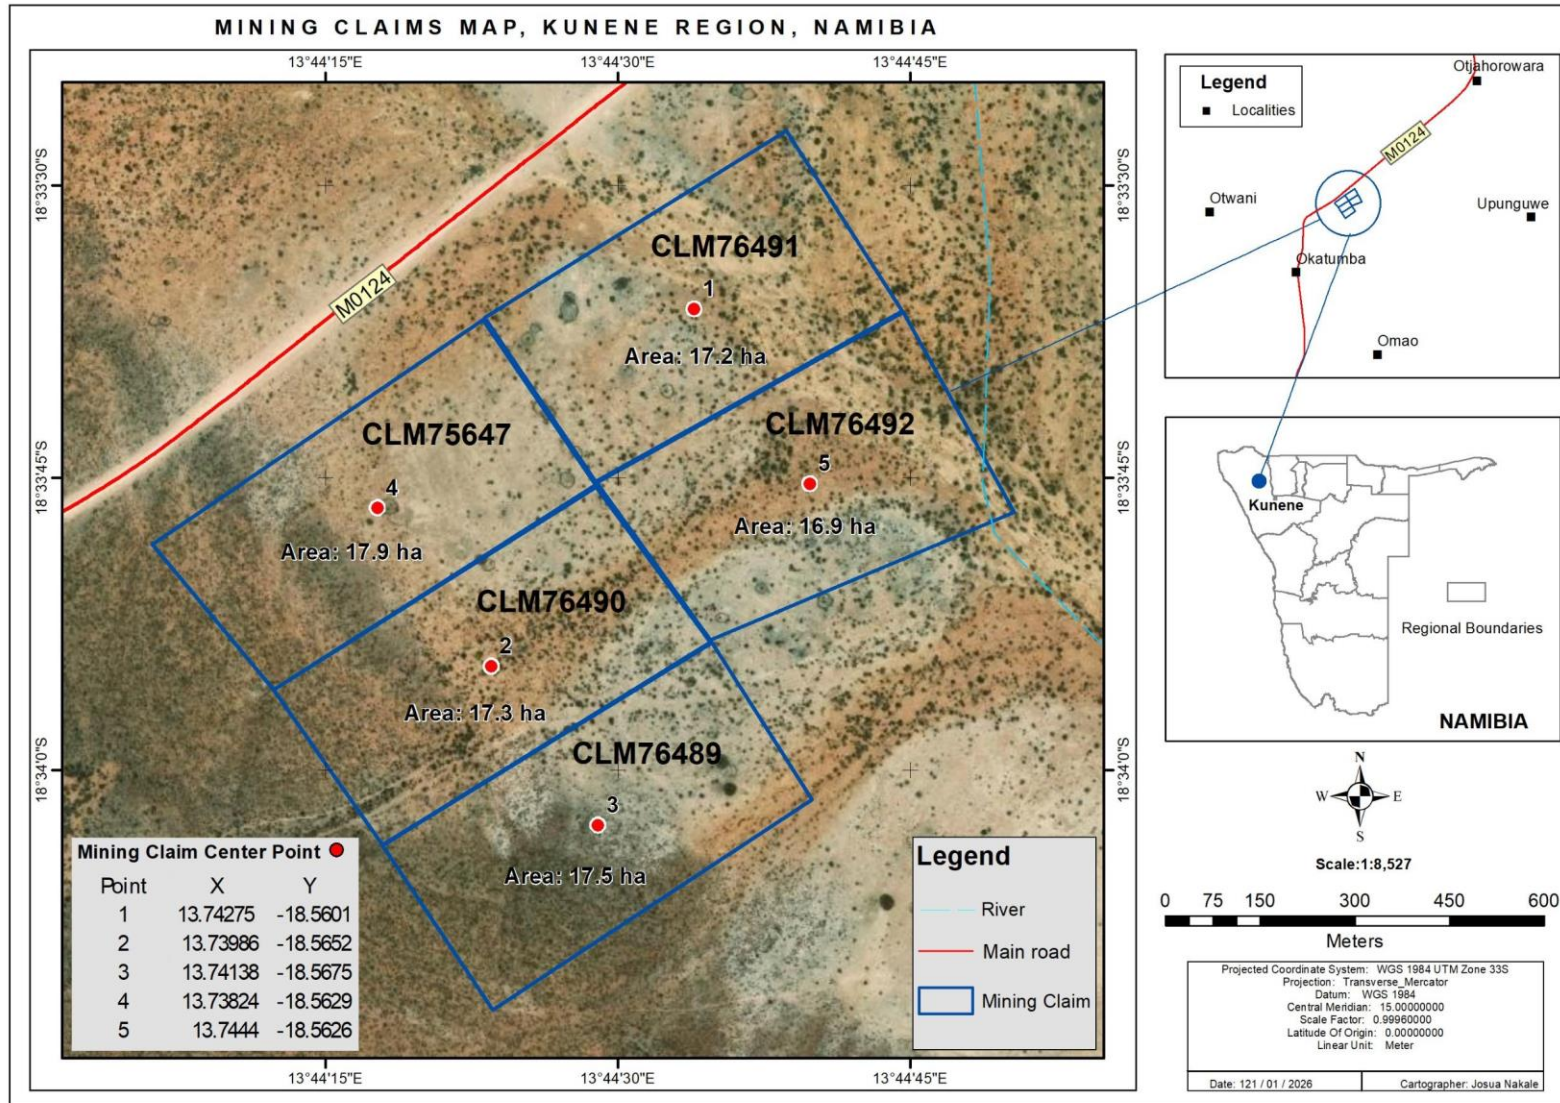 MINING CLAIMS MAP, KUNENE REGION, NAMIBIA
13°44'15"E
13°44'30"E
13°44'45"E
18°33'30"S
18°33'30"S
M0124
CLM76491
1
Area: 17.2 ha
CLM75647
4
Area: 17.9 ha
CLM76492
5
Area: 16.9 ha
18°33'45"S
18°33'45"S
CLM76490
2
Area: 17.3 ha
CLM76489
3
Area: 17.5 ha
18°34'0"S
18°34'0"S
Mining Claim Center Point
Point X Y
1 13.74275 -18.5601
2 13.73986 -18.5652
3 13.74138 -18.5675
4 13.73824 -18.5629
5 13.7444 -18.5626
Legend
River
Main road
Mining Claim
13°44'15"E
13°44'30"E
13°44'45"E
Legend
Localities
Otjahorowara
M0124
Otwani
Upunguwe
Okatumba
Omao
Kunene
Regional Boundaries
NAMIBIA
N
W E
S
Scale:1:8,527
0 75 150 300 450 600
Meters
Projected Coordinate System: WGS 1984 UTM Zone 33S
Projection: Transverse_Mercator
Datum: WGS 1984
Central Meridian: 15.00000000
Scale Factor: 0.99960000
Latitude Of Origin: 0.00000000
Linear Unit: Meter
Date: 121 / 01 / 2026
Cartographer: Josua Nakale